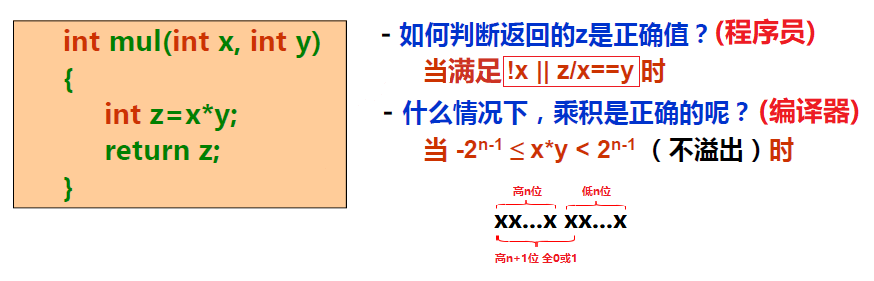 int mul(int x, int y)
{
int z=x*y;
return z;
}
- 如何判断返回的z是正确值？(程序员)
当满足 !x || z/x==y 时
- 什么情况下，乘积是正确的呢？(编译器)
当 -2ⁿ⁻¹ ≤ x*y < 2ⁿ⁻¹ （不溢出）时
高n位 低n位
xx...x xx...x
高n+1位 全0或1